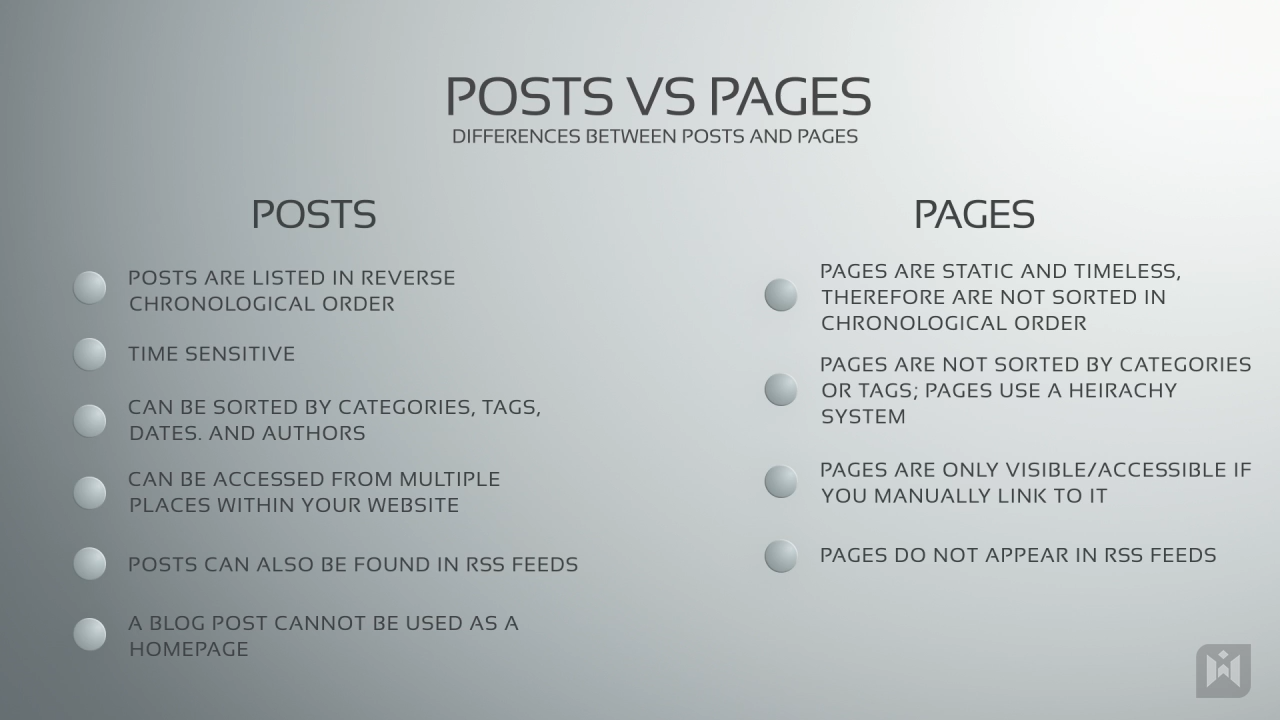 POSTS VS PAGES
DIFFERENCES BETWEEN POSTS AND PAGES
POSTS
POSTS ARE LISTED IN REVERSE
CHRONOLOGICAL ORDER
TIME SENSITIVE
CAN BE SORTED BY CATEGORIES, TAGS,
DATES. AND AUTHORS
CAN BE ACCESSED FROM MULTIPLE
PLACES WITHIN YOUR WEBSITE
POSTS CAN ALSO BE FOUND IN RSS FEEDS
A BLOG POST CANNOT BE USED AS A
HOMEPAGE
PAGES
PAGES ARE STATIC AND TIMELESS,
THEREFORE ARE NOT SORTED IN
CHRONOLOGICAL ORDER
PAGES ARE NOT SORTED BY CATEGORIES
OR TAGS; PAGES USE A HEIRACHY
SYSTEM
PAGES ARE ONLY VISIBLE/ACCESSIBLE IF
YOU MANUALLY LINK TO IT
PAGES DO NOT APPEAR IN RSS FEEDS